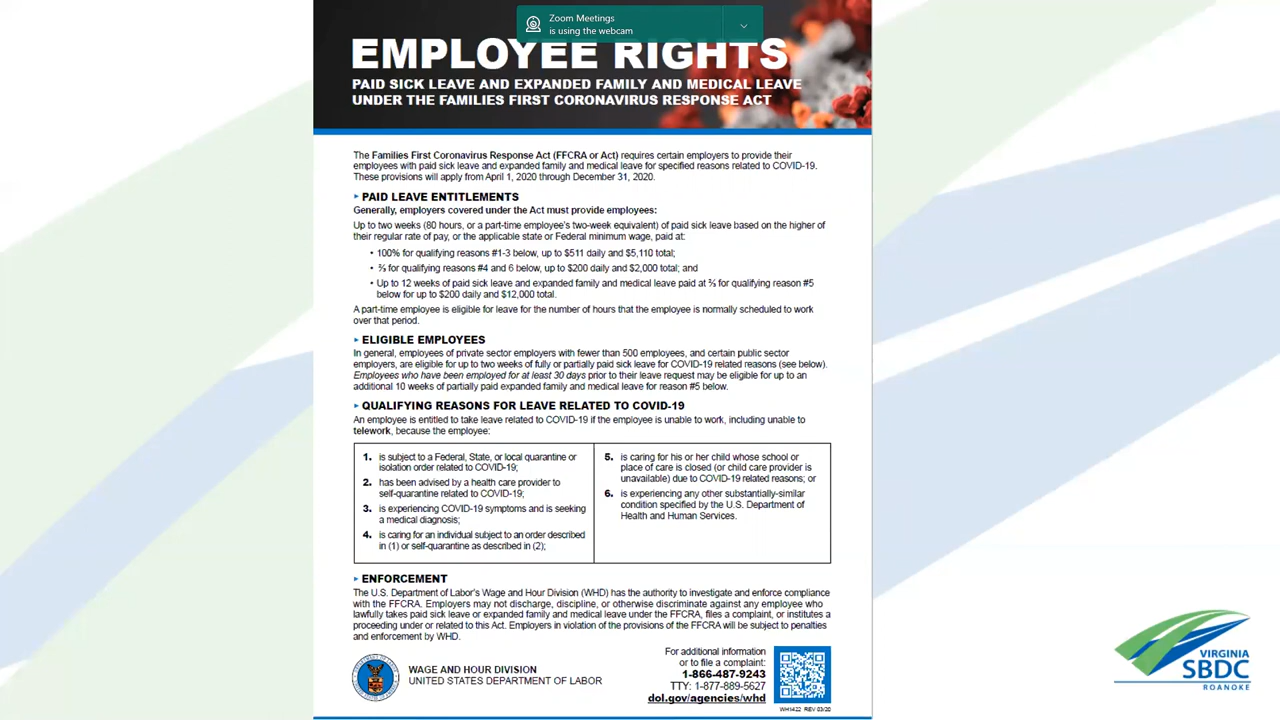 Zoom Meetings
is using the webcam
EMPLOYEE RIGHTS
PAID SICK LEAVE AND EXPANDED FAMILY AND MEDICAL LEAVE
UNDER THE FAMILIES FIRST CORONAVIRUS RESPONSE ACT
The Families First Coronavirus Response Act (FFCRA or Act) requires certain employers to provide their
employees with paid sick leave and expanded family and medical leave for specified reasons related to COVID-19.
These provisions will apply from April 1, 2020 through December 31, 2020.
► PAID LEAVE ENTITLEMENTS
Generally, employers covered under the Act must provide employees:
Up to two weeks (80 hours, or a part-time employee's two-week equivalent) of paid sick leave based on the higher of
their regular rate of pay, or the applicable state or Federal minimum wage, paid at:
• 100% for qualifying reasons #1-3 below, up to $511 daily and $5,110 total;
• ⅔ for qualifying reasons #4 and 6 below, up to $200 daily and $2,000 total; and
• Up to 12 weeks of paid sick leave and expanded family and medical leave paid at ⅔ for qualifying reason #5
below for up to $200 daily and $12,000 total.
A part-time employee is eligible for leave for the number of hours that the employee is normally scheduled to work
over that period.
► ELIGIBLE EMPLOYEES
In general, employees of private sector employers with fewer than 500 employees, and certain public sector
employers, are eligible for up to two weeks of fully or partially paid sick leave for COVID-19 related reasons (see below).
Employees who have been employed for at least 30 days prior to their leave request may be eligible for up to an
additional 10 weeks of partially paid expanded family and medical leave for reason #5 below.
► QUALIFYING REASONS FOR LEAVE RELATED TO COVID-19
An employee is entitled to take leave related to COVID-19 if the employee is unable to work, including unable to
telework, because the employee:
1. is subject to a Federal, State, or local quarantine or
isolation order related to COVID-19;
2. has been advised by a health care provider to
self-quarantine related to COVID-19;
3. is experiencing COVID-19 symptoms and is seeking
a medical diagnosis;
4. is caring for an individual subject to an order described
in (1) or self-quarantine as described in (2);
5. is caring for his or her child whose school or
place of care is closed (or child care provider is
unavailable) due to COVID-19 related reasons; or
6. is experiencing any other substantially-similar
condition specified by the U.S. Department of
Health and Human Services.
► ENFORCEMENT
The U.S. Department of Labor's Wage and Hour Division (WHD) has the authority to investigate and enforce compliance
with the FFCRA. Employers may not discharge, discipline, or otherwise discriminate against any employee who
lawfully takes paid sick leave or expanded family and medical leave under the FFCRA, files a complaint, or institutes a
proceeding under or related to this Act. Employers in violation of the provisions of the FFCRA will be subject to penalties
and enforcement by WHD.
WAGE AND HOUR DIVISION
UNITED STATES DEPARTMENT OF LABOR
For additional information
or to file a complaint:
1-866-487-9243
TTY: 1-877-889-5627
dol.gov/agencies/whd
WH1422 REV 03/20
VIRGINIA
SBDC
ROANOKE